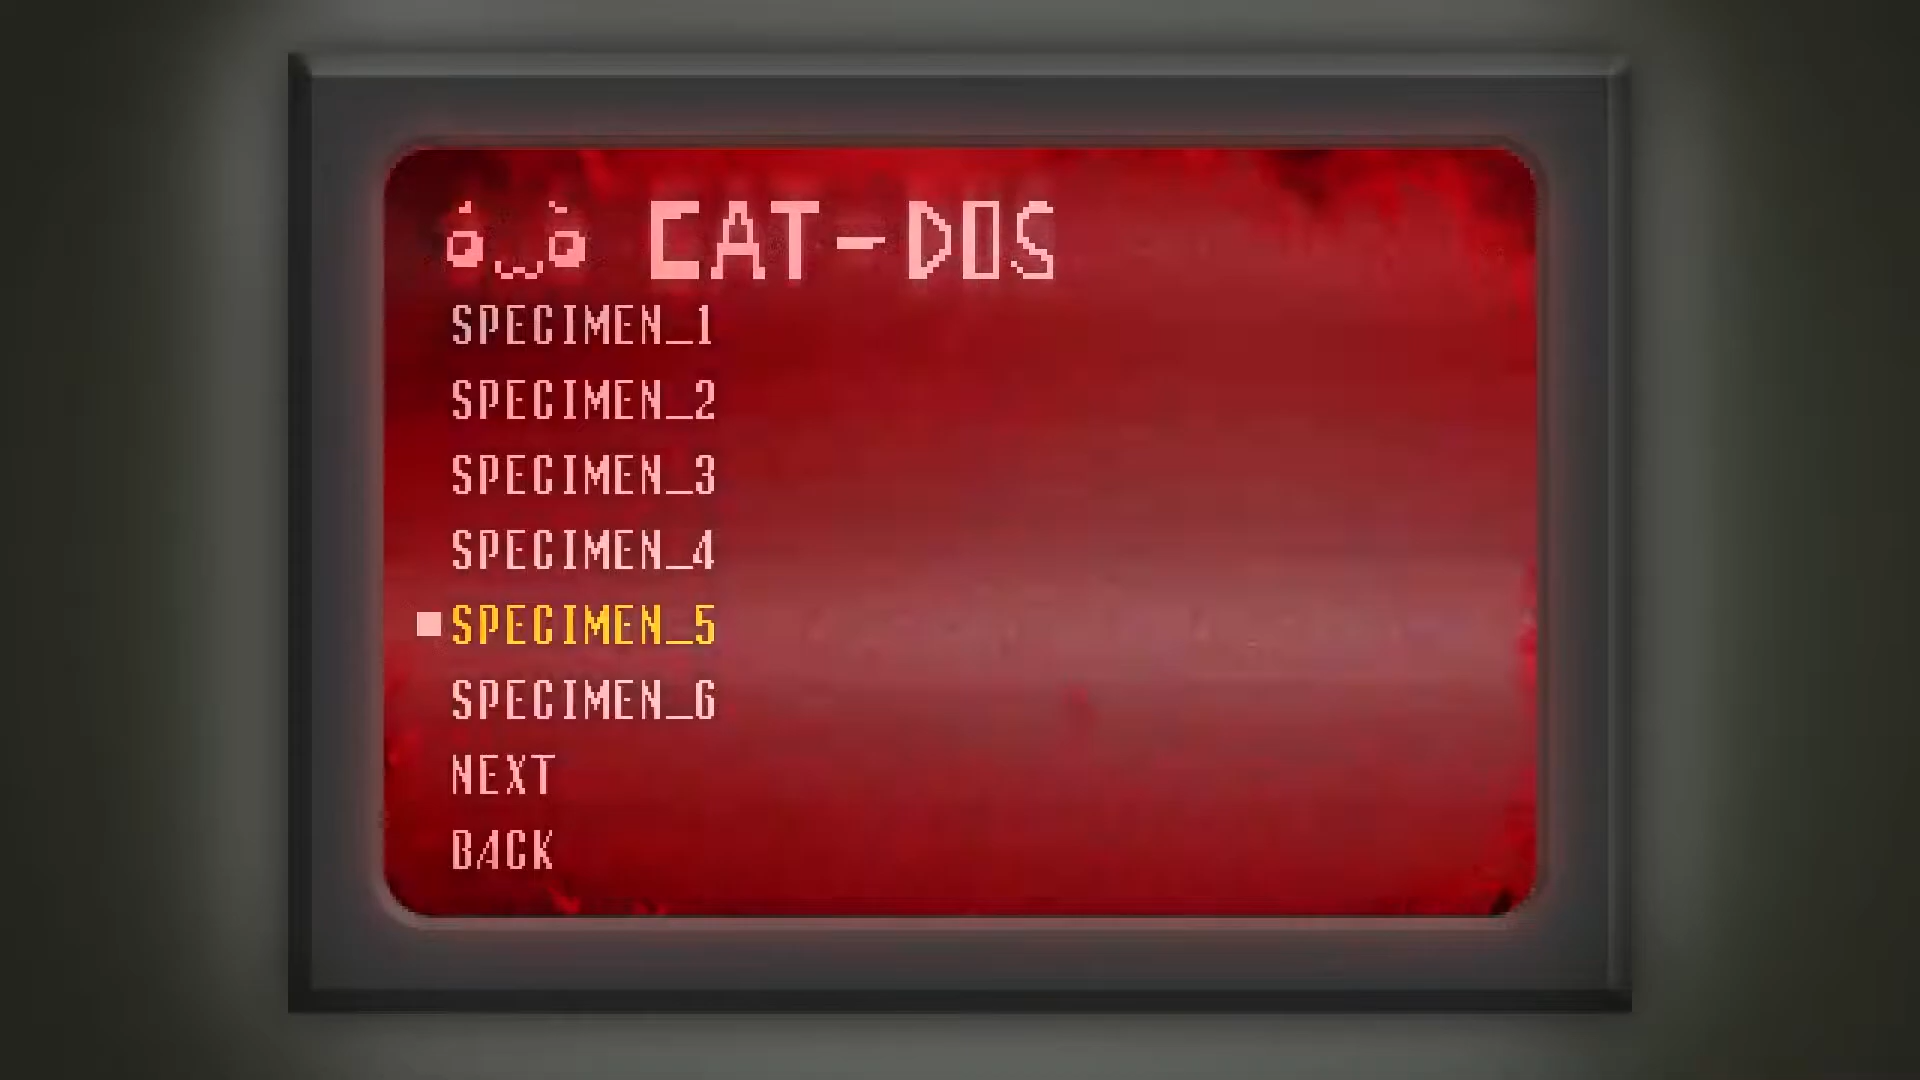 CAT-DOS
SPECIMEN_1
SPECIMEN_2
SPECIMEN_3
SPECIMEN_4
SPECIMEN_5
SPECIMEN_6
NEXT
BACK